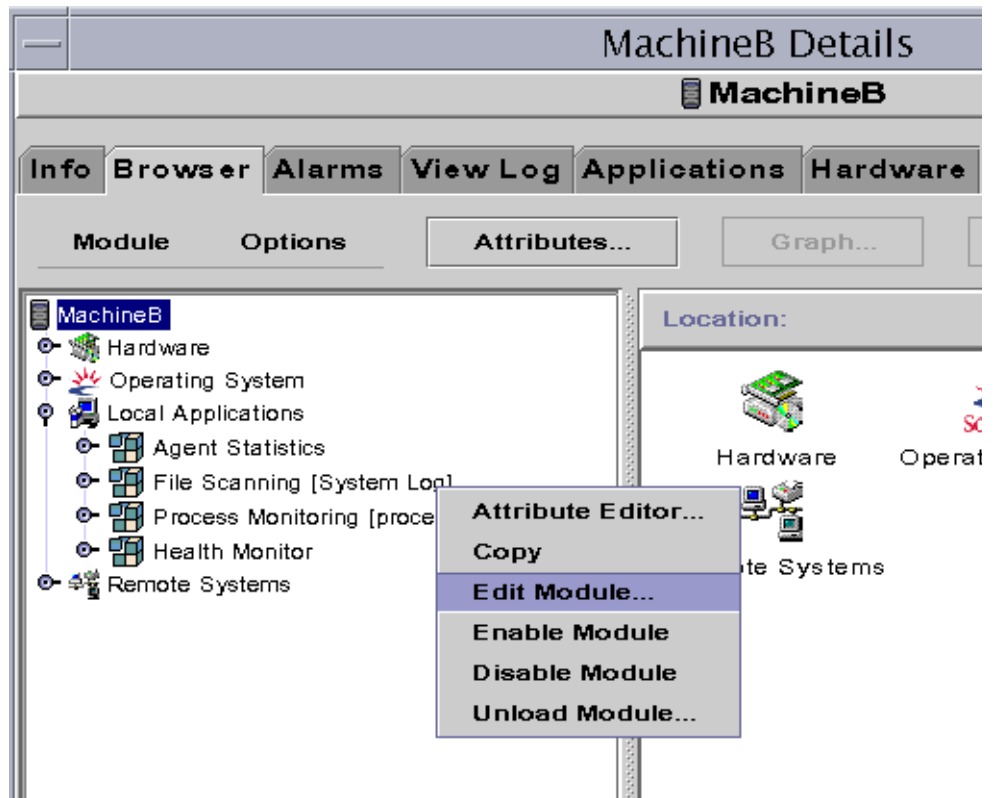 MachineB Details
MachineB
Info Browser Alarms View Log Applications Hardware
Module Options Attributes... Graph...
MachineB
Hardware
Operating System
Local Applications
Agent Statistics
File Scanning [System Log]
Process Monitoring [proce
Health Monitor
Remote Systems
Attribute Editor...
Copy
Edit Module...
Enable Module
Disable Module
Unload Module...
Location:
Hardware Operat
te Systems